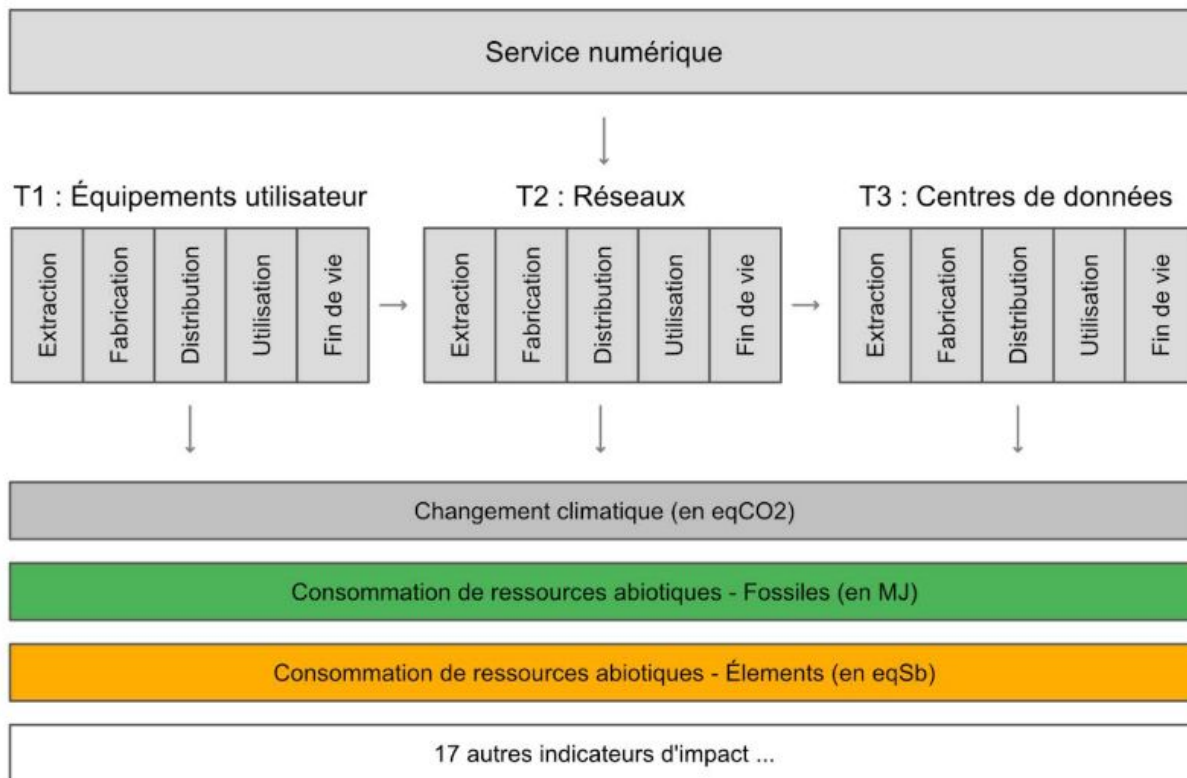 Service numérique
T1 : Équipements utilisateur
T2 : Réseaux
T3 : Centres de données
Extraction
Fabrication
Distribution
Utilisation
Fin de vie
Extraction
Fabrication
Distribution
Utilisation
Fin de vie
Extraction
Fabrication
Distribution
Utilisation
Fin de vie
Changement climatique (en eqCO2)
Consommation de ressources abiotiques - Fossiles (en MJ)
Consommation de ressources abiotiques - Élements (en eqSb)
17 autres indicateurs d'impact ...